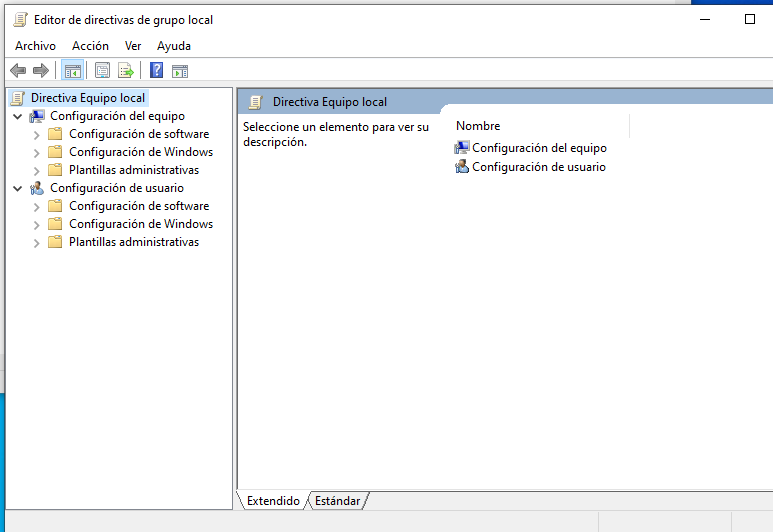 Editor de directivas de grupo local
Archivo Acción Ver Ayuda
Directiva Equipo local
Configuración del equipo
Configuración de software
Configuración de Windows
Plantillas administrativas
Configuración de usuario
Configuración de software
Configuración de Windows
Plantillas administrativas
Directiva Equipo local
Seleccione un elemento para ver su
descripción.
Nombre
Configuración del equipo
Configuración de usuario
Extendido Estándar